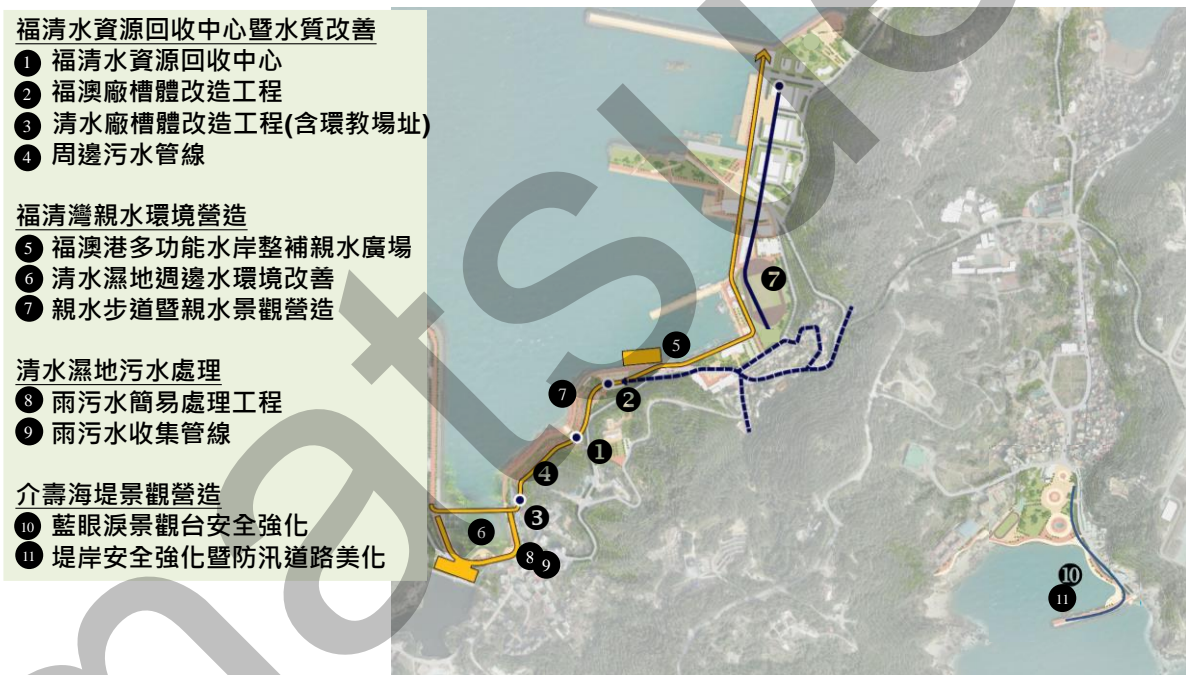 福清水資源回收中心暨水質改善
1 福清水資源回收中心
2 福澳廠槽體改造工程
3 清水廠槽體改造工程(含環教場址)
4 周邊污水管線
福清灣親水環境營造
5 福澳港多功能水岸整補親水廣場
6 清水濕地週邊水環境改善
7 親水步道暨親水景觀營造
清水濕地污水處理
8 雨污水簡易處理工程
9 雨污水收集管線
介壽海堤景觀營造
10 藍眼淚景觀台安全強化
11 堤岸安全強化暨防汛道路美化
7
5
7
2
1
4
3
6
8
9
10
11
matsu